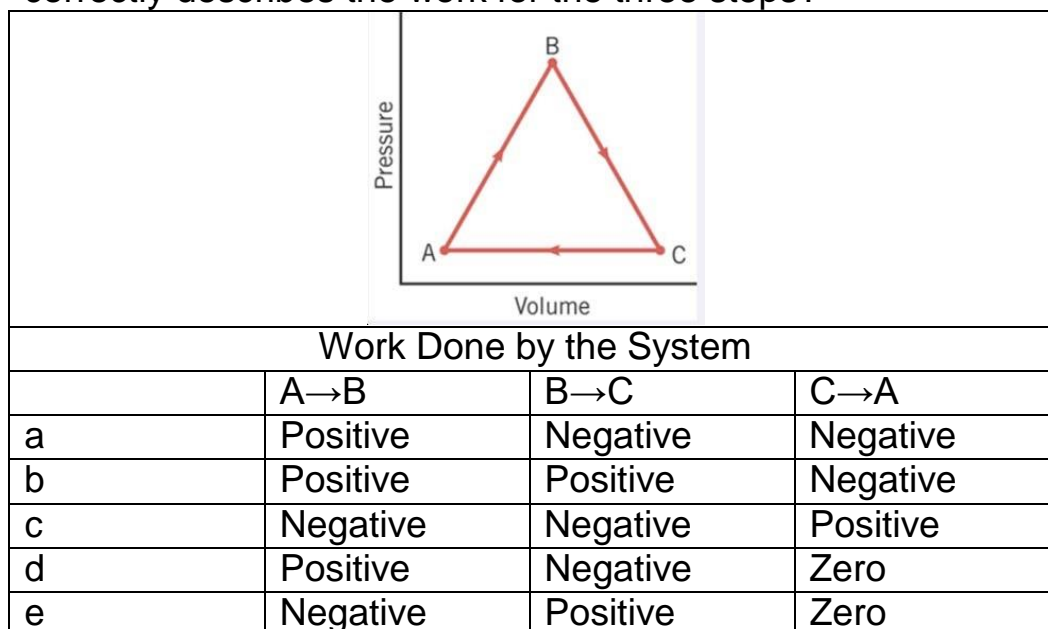 correctly describes the work for the three steps?
B
Pressure
A
C
Volume
Work Done by the System
A→B B→C C→A
a Positive Negative Negative
b Positive Positive Negative
c Negative Negative Positive
d Positive Negative Zero
e Negative Positive Zero